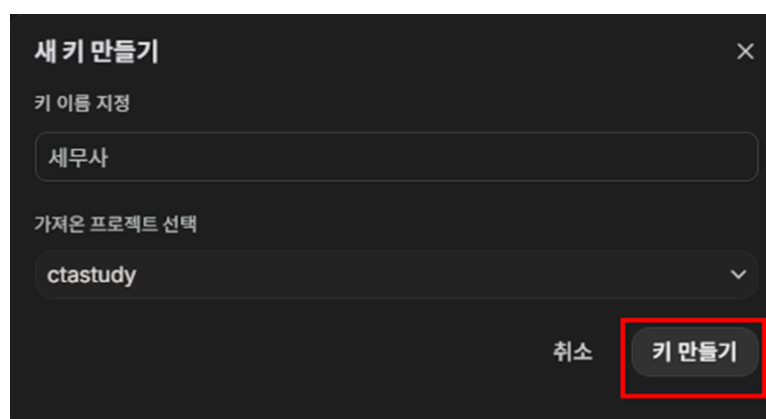 새 키 만들기
키 이름 지정
세무사
가져온 프로젝트 선택
ctastudy
취소
키 만들기